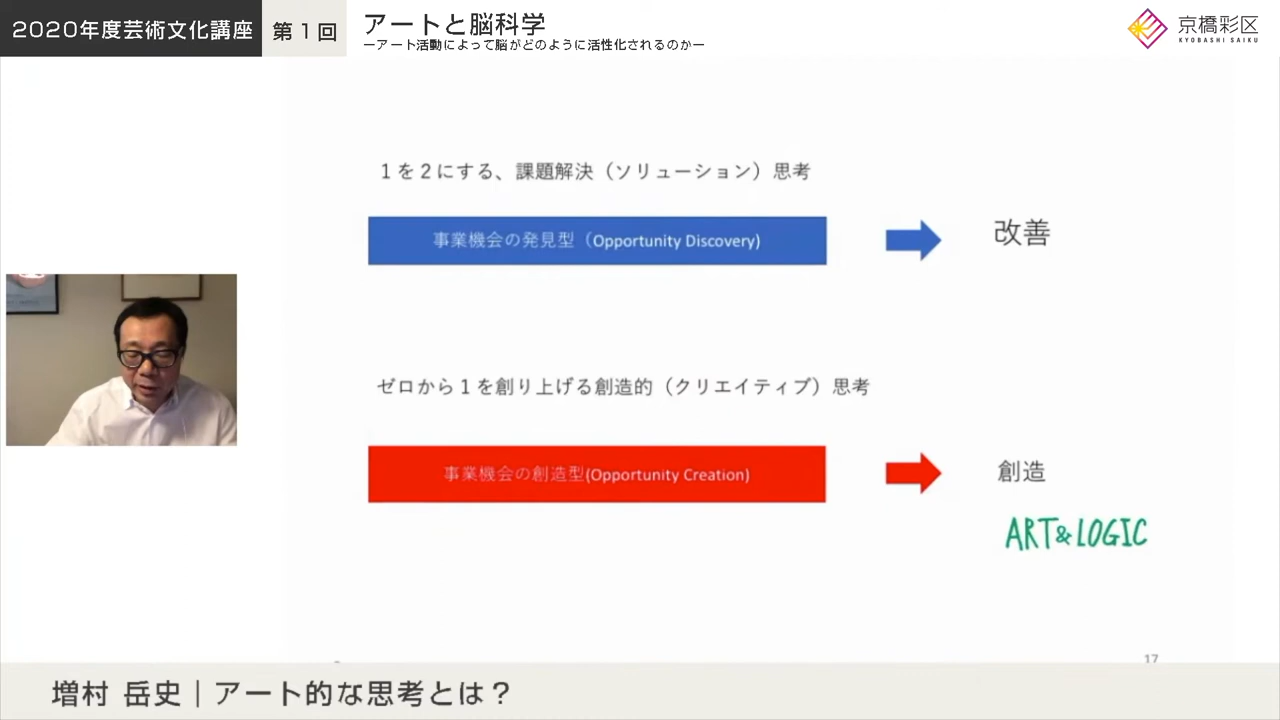 2020年度芸術文化講座
第1回
アートと脳科学
ーアート活動によって脳がどのように活性化されるのかー
京橋彩区
KYOBASHI SAIKU
1を2にする、課題解決（ソリューション）思考
事業機会の発見型（Opportunity Discovery)
改善
ゼロから1を創り上げる創造的（クリエイティブ）思考
事業機会の創造型(Opportunity Creation)
創造
ART&LOGIC
17
増村 岳史｜アート的な思考とは？